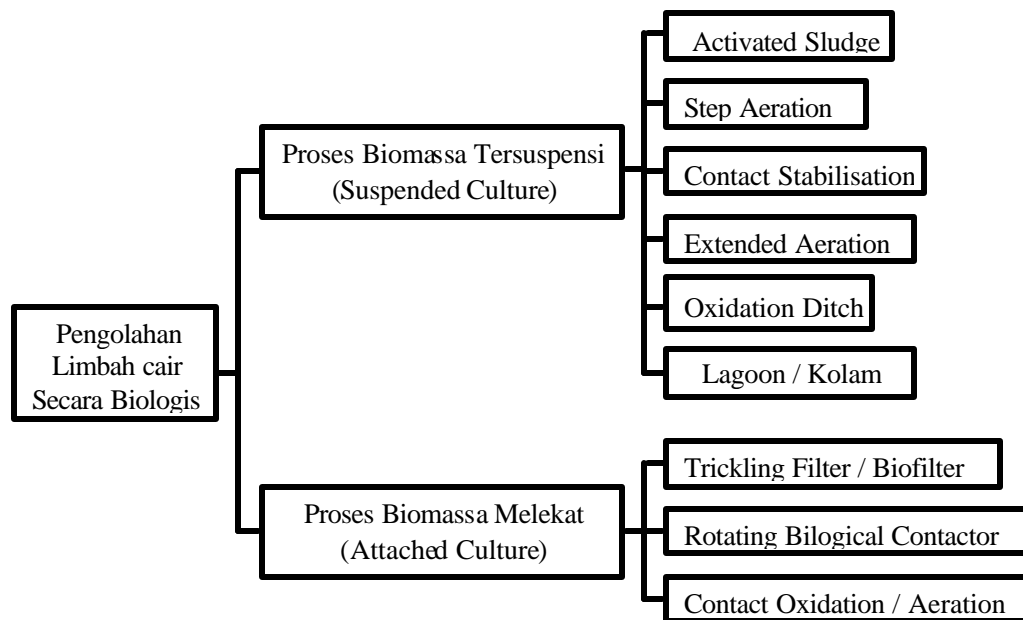 Pengolahan
Limbah cair
Secara Biologis
Proses Biomassa Tersuspensi
(Suspended Culture)
Activated Sludge
Step Aeration
Contact Stabilisation
Extended Aeration
Oxidation Ditch
Lagoon / Kolam
Proses Biomassa Melekat
(Attached Culture)
Trickling Filter / Biofilter
Rotating Bilogical Contactor
Contact Oxidation / Aeration